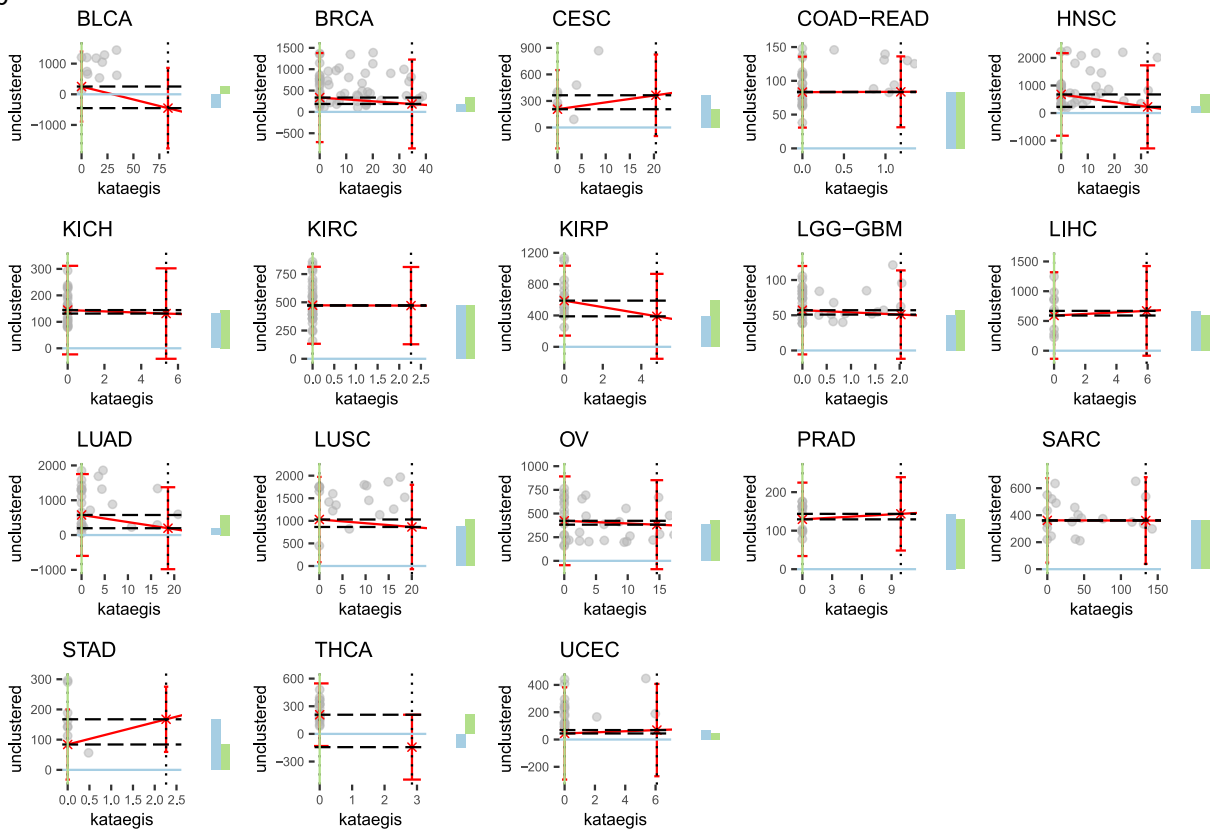 BLCA BRCA CESC COAD−READ HNSC
unclustered 1000 0 −1000 0 25 50 75 kataegis
unclustered 1500 1000 500 0 −500 0 10 20 30 40 kataegis
unclustered 900 600 300 0 0 5 10 15 20 kataegis
unclustered 150 100 50 0 0.0 0.4 0.8 1.0 kataegis
unclustered 2000 1000 0 −1000 0 10 20 30 kataegis
KICH KIRC KIRP LGG−GBM LIHC
unclustered 300 200 100 0 0 2 4 6 kataegis
unclustered 750 500 250 0 0.0 0.5 1.0 1.5 2.0 2.5 kataegis
unclustered 1200 800 400 0 0 2 4 kataegis
unclustered 100 50 0 0.0 0.5 1.0 1.5 2.0 kataegis
unclustered 1500 1000 500 0 0 2 4 6 kataegis
LUAD LUSC OV PRAD SARC
unclustered 2000 1000 0 −1000 0 5 10 15 20 kataegis
unclustered 2000 1500 1000 500 0 0 5 10 15 20 kataegis
unclustered 1000 750 500 250 0 0 5 10 15 kataegis
unclustered 200 100 0 0 3 6 9 kataegis
unclustered 600 400 200 0 0 50 100 150 kataegis
STAD THCA UCEC
unclustered 300 200 100 0 0.0 0.5 1.0 1.5 2.0 2.5 kataegis
unclustered 600 300 0 −300 0 1 2 3 kataegis
unclustered 400 200 0 −200 0 2 4 6 kataegis